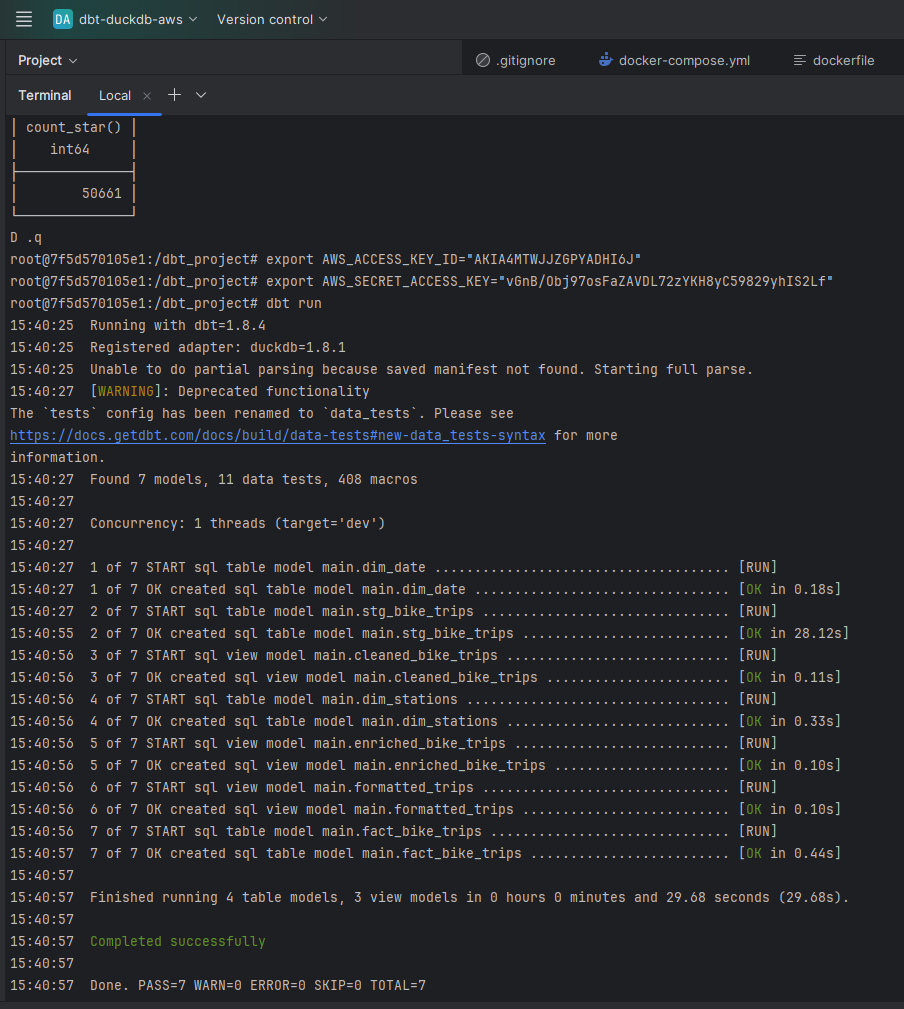 DA dbt-duckdb-aws Version control
Project
.gitignore docker-compose.yml dockerfile
Terminal Local
count_star()
int64
50661
D .q
root@7f5d570105e1:/dbt_project# export AWS_ACCESS_KEY_ID="AKIA4MTWJJZGPYADHI6J"
root@7f5d570105e1:/dbt_project# export AWS_SECRET_ACCESS_KEY="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"
root@7f5d570105e1:/dbt_project# dbt run
15:40:25 Running with dbt=1.8.4
15:40:25 Registered adapter: duckdb=1.8.1
15:40:25 Unable to do partial parsing because saved manifest not found. Starting full parse.
15:40:27 [WARNING]: Deprecated functionality
The `tests` config has been renamed to `data_tests`. Please see
https://docs.getdbt.com/docs/build/data-tests#new-data_tests-syntax for more
information.
15:40:27 Found 7 models, 11 data tests, 408 macros
15:40:27
15:40:27 Concurrency: 1 threads (target='dev')
15:40:27
15:40:27 1 of 7 START sql table model main.dim_date ..................................... [RUN]
15:40:27 1 of 7 OK created sql table model main.dim_date ................................ [OK in 0.18s]
15:40:27 2 of 7 START sql table model main.stg_bike_trips ............................... [RUN]
15:40:55 2 of 7 OK created sql table model main.stg_bike_trips .......................... [OK in 28.12s]
15:40:56 3 of 7 START sql view model main.cleaned_bike_trips ............................ [RUN]
15:40:56 3 of 7 OK created sql view model main.cleaned_bike_trips ....................... [OK in 0.11s]
15:40:56 4 of 7 START sql table model main.dim_stations ................................. [RUN]
15:40:56 4 of 7 OK created sql table model main.dim_stations ............................ [OK in 0.33s]
15:40:56 5 of 7 START sql view model main.enriched_bike_trips ........................... [RUN]
15:40:56 5 of 7 OK created sql view model main.enriched_bike_trips ...................... [OK in 0.10s]
15:40:56 6 of 7 START sql view model main.formatted_trips ............................... [RUN]
15:40:56 6 of 7 OK created sql view model main.formatted_trips .......................... [OK in 0.10s]
15:40:56 7 of 7 START sql table model main.fact_bike_trips .............................. [RUN]
15:40:57 7 of 7 OK created sql table model main.fact_bike_trips ......................... [OK in 0.44s]
15:40:57
15:40:57 Finished running 4 table models, 3 view models in 0 hours 0 minutes and 29.68 seconds (29.68s).
15:40:57
15:40:57 Completed successfully
15:40:57
15:40:57 Done. PASS=7 WARN=0 ERROR=0 SKIP=0 TOTAL=7